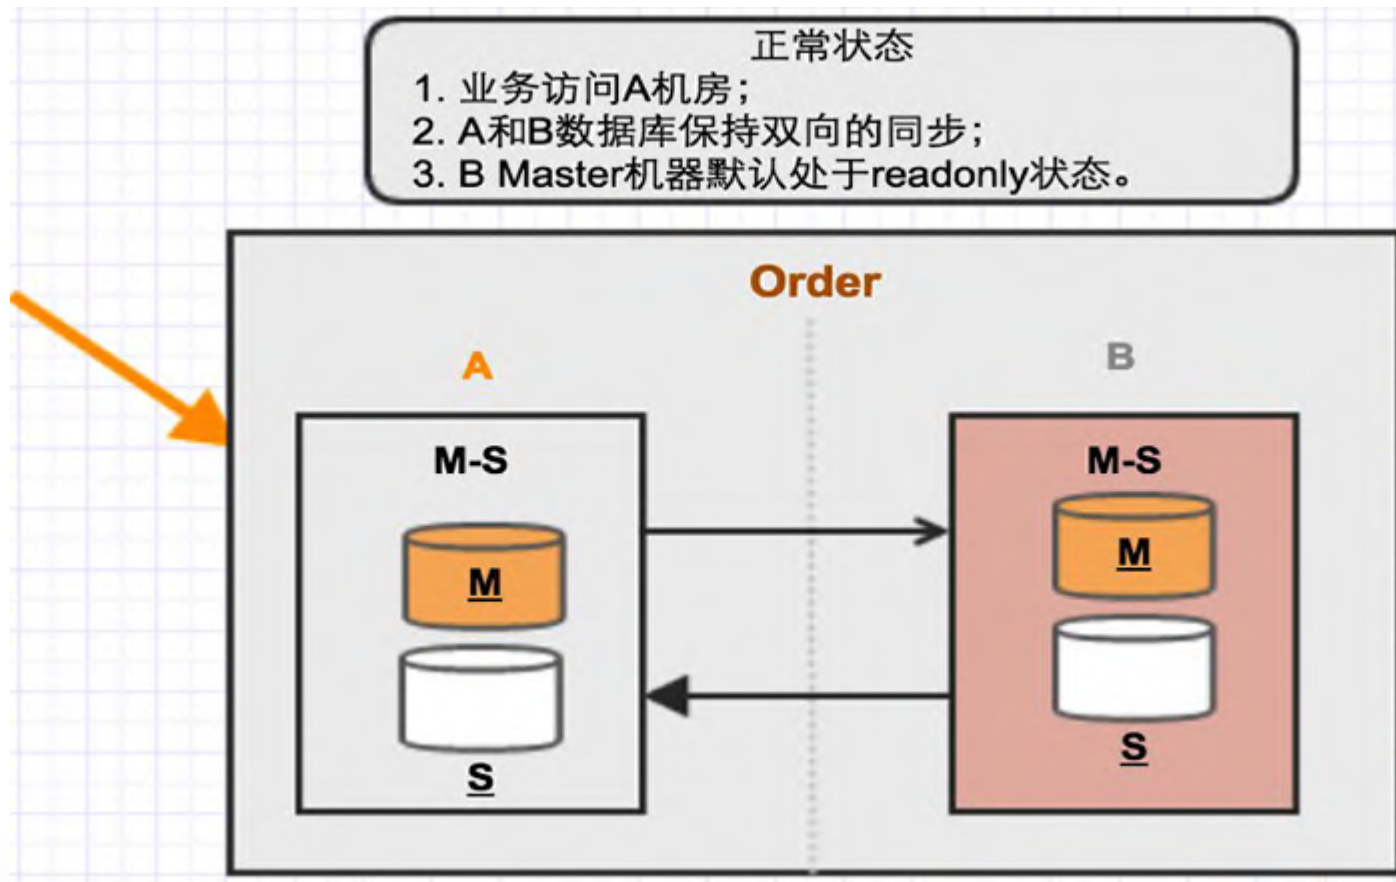 正常状态
1. 业务访问A机房；
2. A和B数据库保持双向的同步；
3. B Master机器默认处于readonly状态。
Order
A
B
M-S
M-S
M
M
S
S